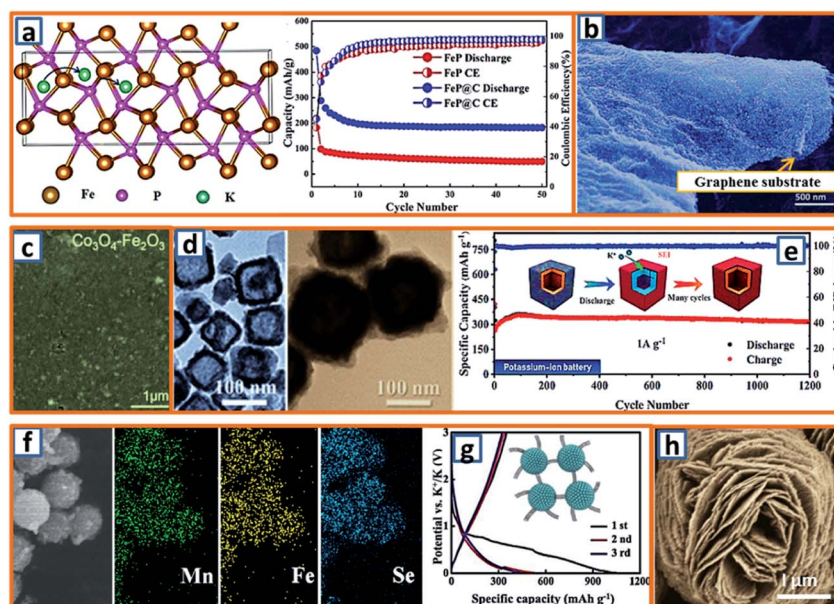 a
Fe
P
K
Capacity (mAh/g)
600
500
400
300
200
100
0
0
10
20
30
40
50
Cycle Number
100
80
60
40
20
0
Coulombic Efficiency(%)
FeP Discharge
FeP CE
FeP@C Discharge
FeP@C CE
b
Graphene substrate
500 nm
c
Co₃O₄-Fe₂O₃
1μm
d
100 nm
100 nm
e
Specific Capacity (mAh g⁻¹)
750
600
450
300
150
0
0
200
400
600
800
1000
1200
Cycle Number
100
80
60
40
20
0
K⁺
SEI
Discharge
Many cycles
1A g⁻¹
Discharge
Charge
Potassium-ion battery
f
Mn
Fe
Se
g
Potential vs. K⁺/K (V)
3
2
1
0
0
300
600
900
1200
Specific capacity (mAh g⁻¹)
1 st
2 nd
3 rd
h
1 μm